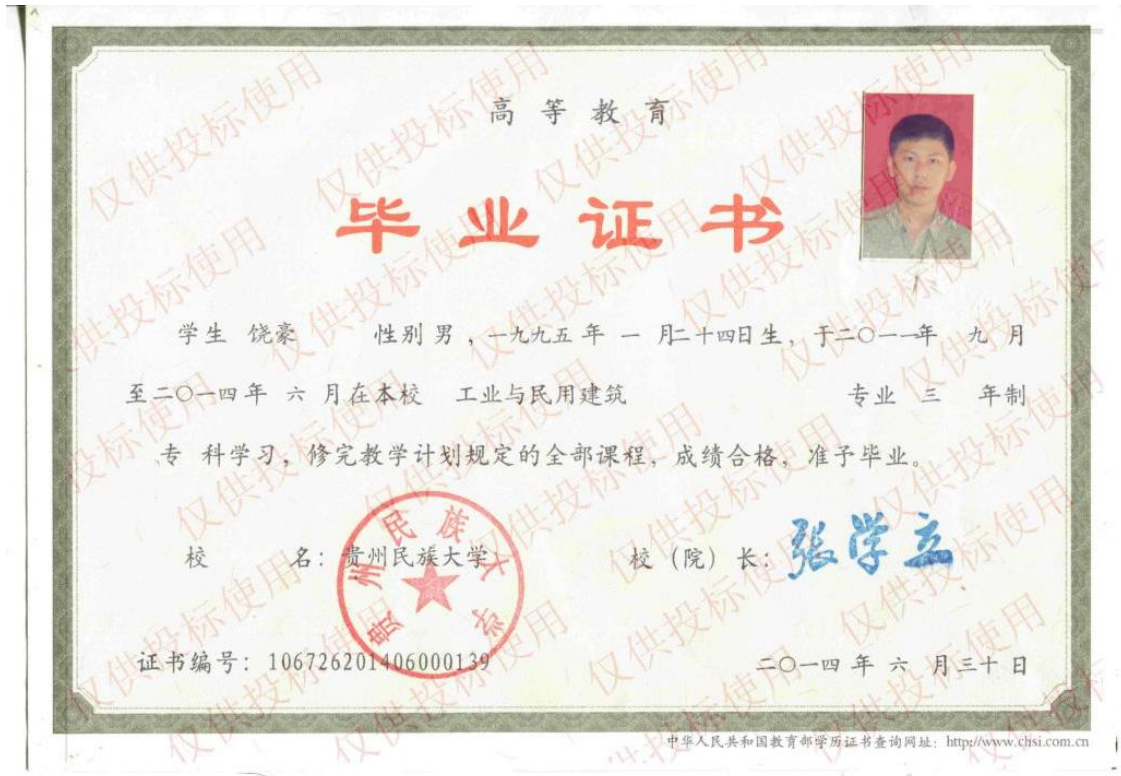 高等教育
毕业证书
学生 饶豪 性别 男，一九九五年 一 月二十四日生，于二〇一一年 九 月
至二〇一四年 六 月在本校 工业与民用建筑 专业 三 年制
专 科学习，修完教学计划规定的全部课程，成绩合格，准予毕业。
校 名：贵州民族大学 校（院）长：张学立
贵州民族大学
证书编号：106726201406000139 二〇一四 年 六 月三十 日
中华人民共和国教育部学历证书查询网址：http://www.chsi.com.cn
仅供投标使用